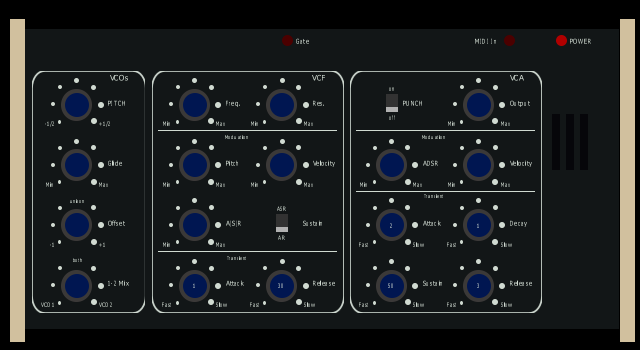 Gate
MIDI In
POWER
VCOs
PITCH
-1/2
+1/2
Glide
Min
Max
unison
Offset
-1
+1
both
1-2 Mix
VCO 1
VCO 2
VCF
Freq.
Res.
Min
Max
Min
Max
Modulation
Pitch
Velocity
Min
Max
Min
Max
A|S|R
ASR
AR
Sustain
Min
Max
Transient
1
Attack
30
Release
Fast
Slow
Fast
Slow
VCA
on
PUNCH
off
Output
Min
Max
Modulation
ADSR
Velocity
Min
Max
Min
Max
Transient
2
Attack
Decay
Fast
Slow
Fast
Slow
50
Sustain
3
Release
Fast
Slow
Fast
Slow